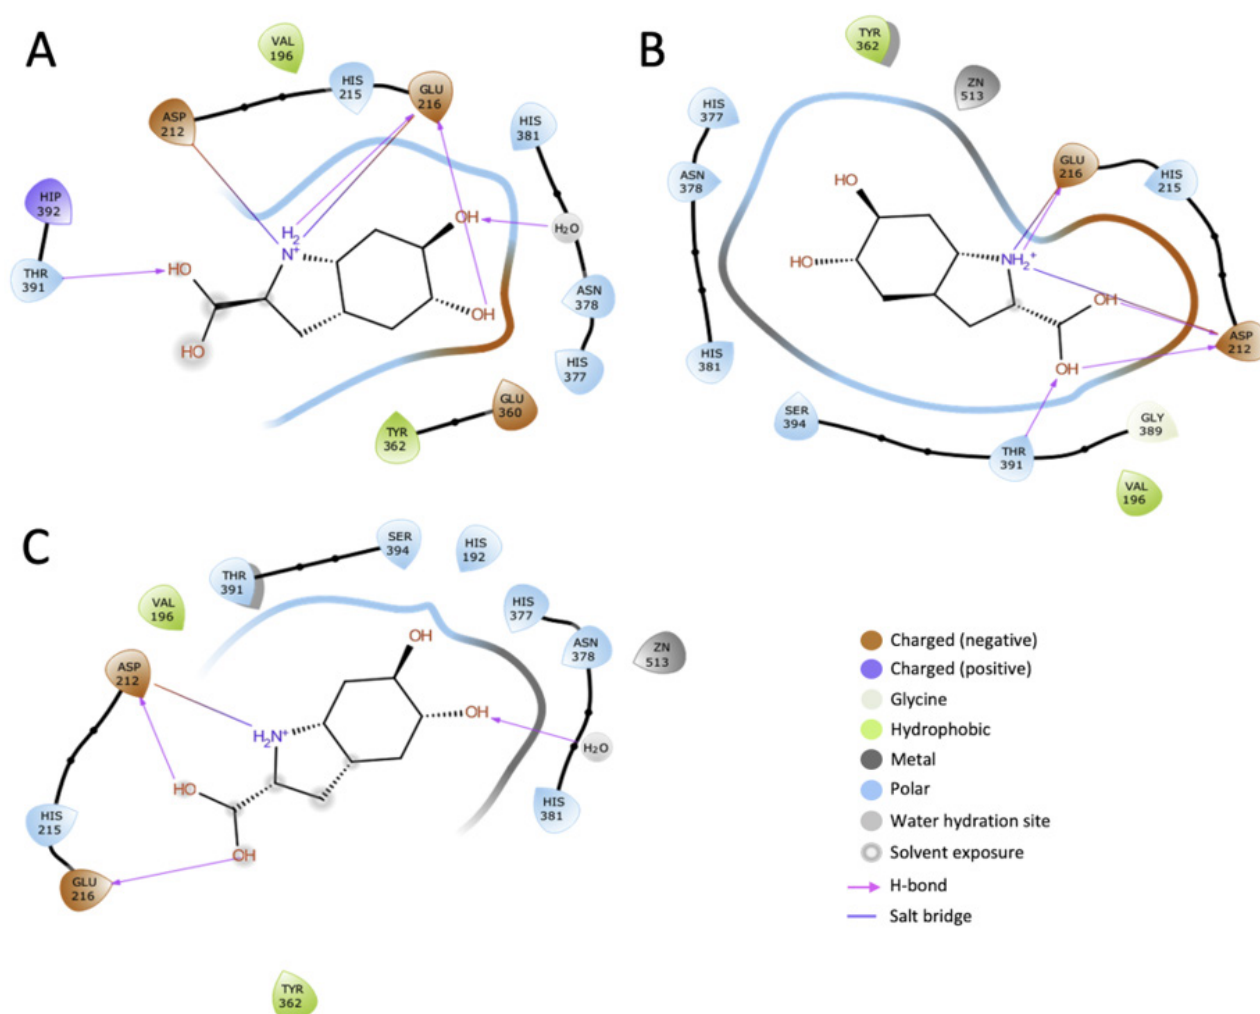 A
VAL
196
HIS
215
GLU
216
ASP
212
HIS
381
HIP
392
H2
N+
OH
H2O
THR
391
HO
ASN
378
OH
HO
HIS
377
GLU
360
TYR
362
B
TYR
362
ZN
513
HIS
377
GLU
216
ASN
378
HIS
215
HO
HO
NH2+
OH
ASP
212
HIS
381
OH
SER
394
GLY
389
THR
391
VAL
196
C
SER
394
HIS
192
THR
391
VAL
196
HIS
377
OH
ASN
378
ZN
513
ASP
212
OH
H2N+
H2O
HO
HIS
381
HIS
215
OH
GLU
216
TYR
362
Charged (negative)
Charged (positive)
Glycine
Hydrophobic
Metal
Polar
Water hydration site
Solvent exposure
H-bond
Salt bridge